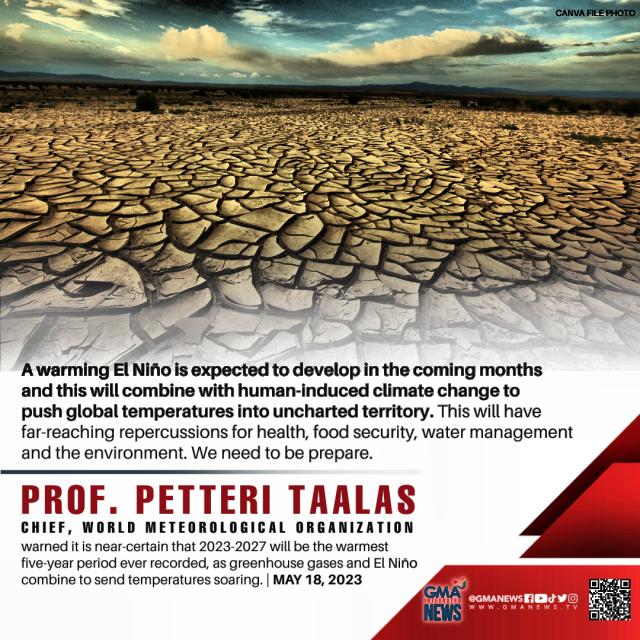 CANVA FILE PHOTO
A warming El Niño is expected to develop in the coming months
and this will combine with human-induced climate change to
push global temperatures into uncharted territory. This will have
far-reaching repercussions for health, food security, water management
and the environment. We need to be prepare.
PROF. PETTERI TAALAS
CHIEF, WORLD METEOROLOGICAL ORGANIZATION
warned it is near-certain that 2023-2027 will be the warmest
five-year period ever recorded, as greenhouse gases and El Niño
combine to send temperatures soaring. | MAY 18, 2023
GMA
INTEGRATED
NEWS
@GMANEWS
WWW.GMANEWS.TV